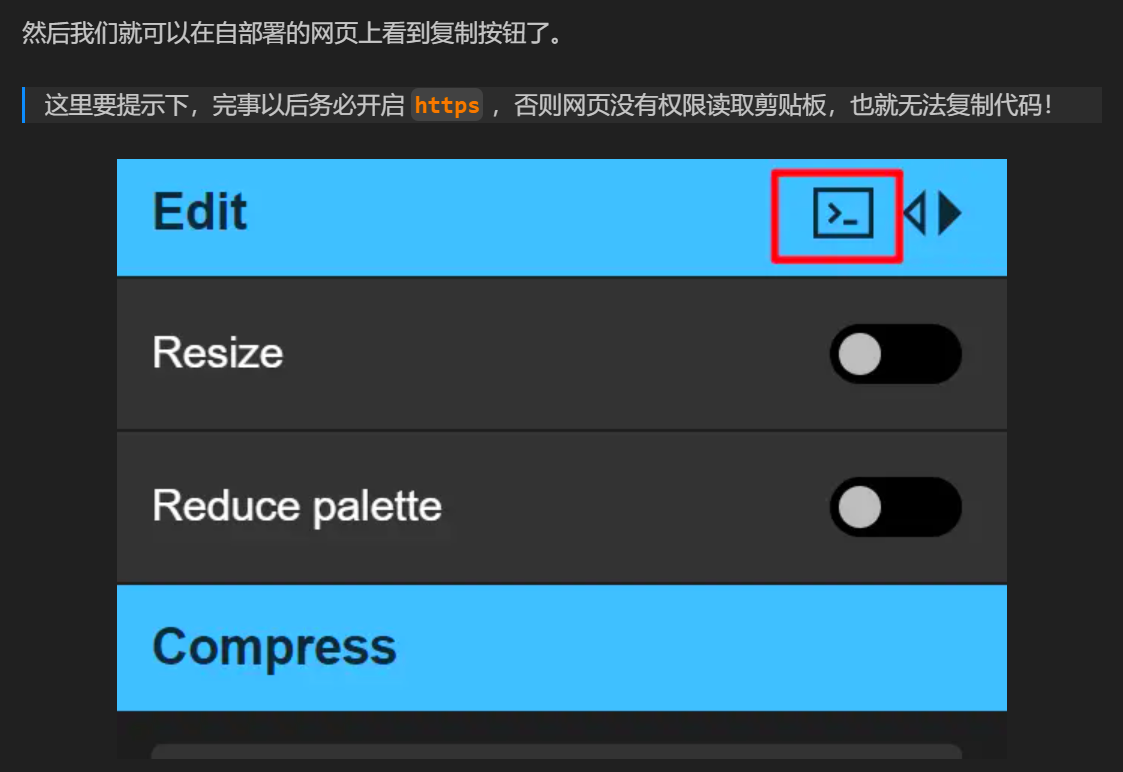 然后我们就可以在自部署的网页上看到复制按钮了。
这里要提示下，完事以后务必开启 https ，否则网页没有权限读取剪贴板，也就无法复制代码！
Edit
Resize
Reduce palette
Compress